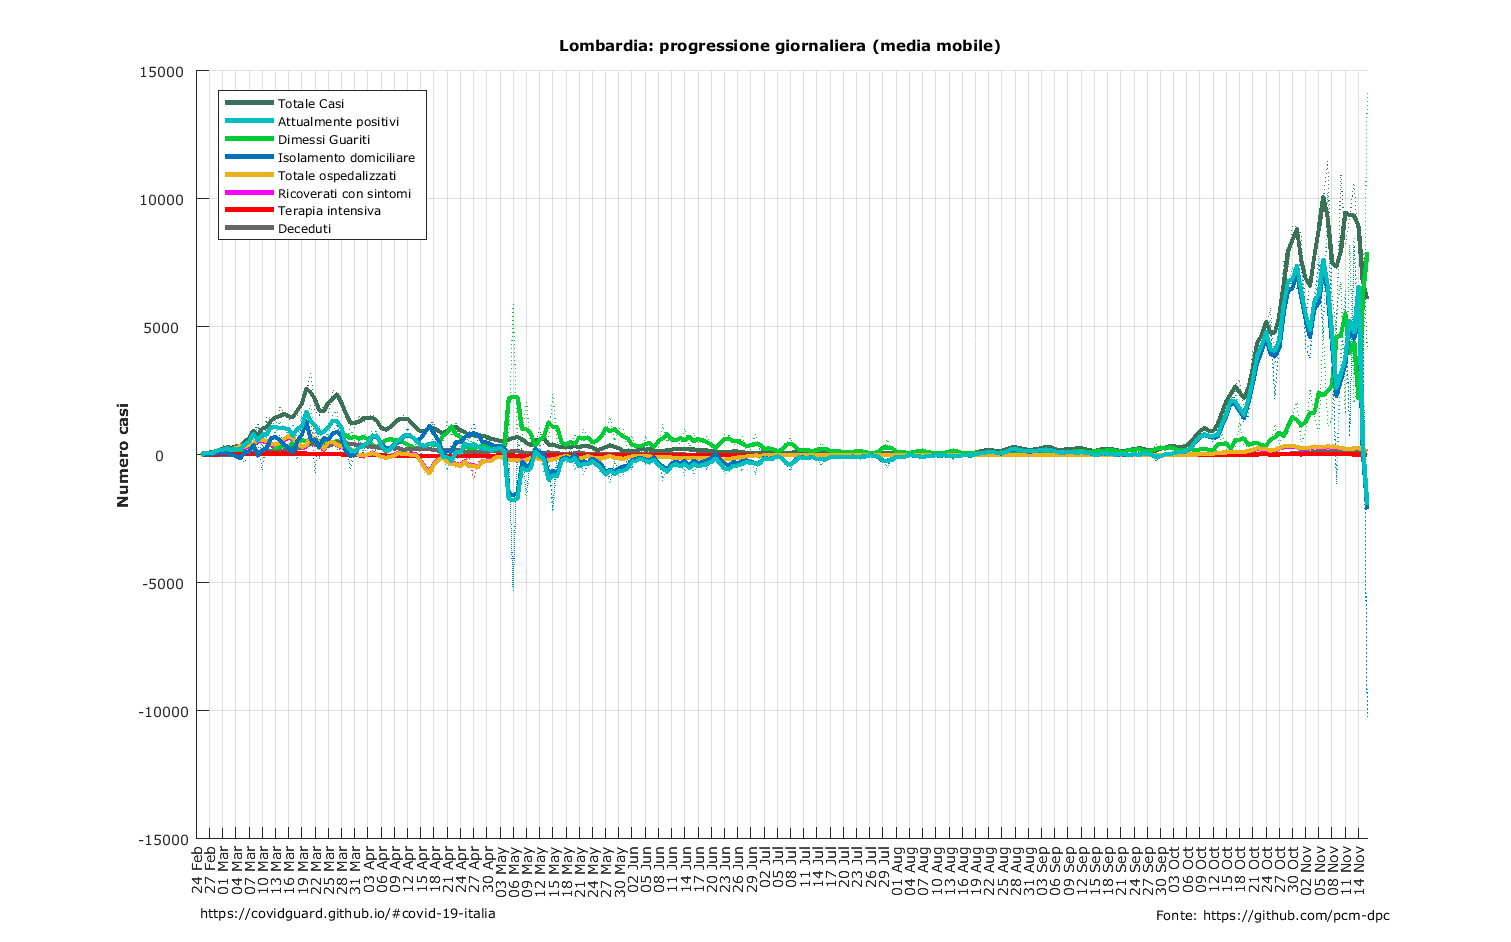 Lombardia: progressione giornaliera (media mobile)
15000
10000
5000
0
-5000
-10000
-15000
Numero casi
Totale Casi
Attualmente positivi
Dimessi Guariti
Isolamento domiciliare
Totale ospedalizzati
Ricoverati con sintomi
Terapia intensiva
Deceduti
24 Feb
27 Feb
01 Mar
04 Mar
07 Mar
10 Mar
13 Mar
16 Mar
19 Mar
22 Mar
25 Mar
28 Mar
31 Mar
03 Apr
06 Apr
09 Apr
12 Apr
15 Apr
18 Apr
21 Apr
24 Apr
27 Apr
30 Apr
03 May
06 May
09 May
12 May
15 May
18 May
21 May
24 May
27 May
30 May
02 Jun
05 Jun
08 Jun
11 Jun
14 Jun
17 Jun
20 Jun
23 Jun
26 Jun
29 Jun
02 Jul
05 Jul
08 Jul
11 Jul
14 Jul
17 Jul
20 Jul
23 Jul
26 Jul
29 Jul
01 Aug
04 Aug
07 Aug
10 Aug
13 Aug
16 Aug
19 Aug
22 Aug
25 Aug
28 Aug
31 Aug
03 Sep
06 Sep
09 Sep
12 Sep
15 Sep
18 Sep
21 Sep
24 Sep
27 Sep
30 Sep
03 Oct
06 Oct
09 Oct
12 Oct
15 Oct
18 Oct
21 Oct
24 Oct
27 Oct
30 Oct
02 Nov
05 Nov
08 Nov
11 Nov
14 Nov
https://covidguard.github.io/#covid-19-italia
Fonte: https://github.com/pcm-dpc